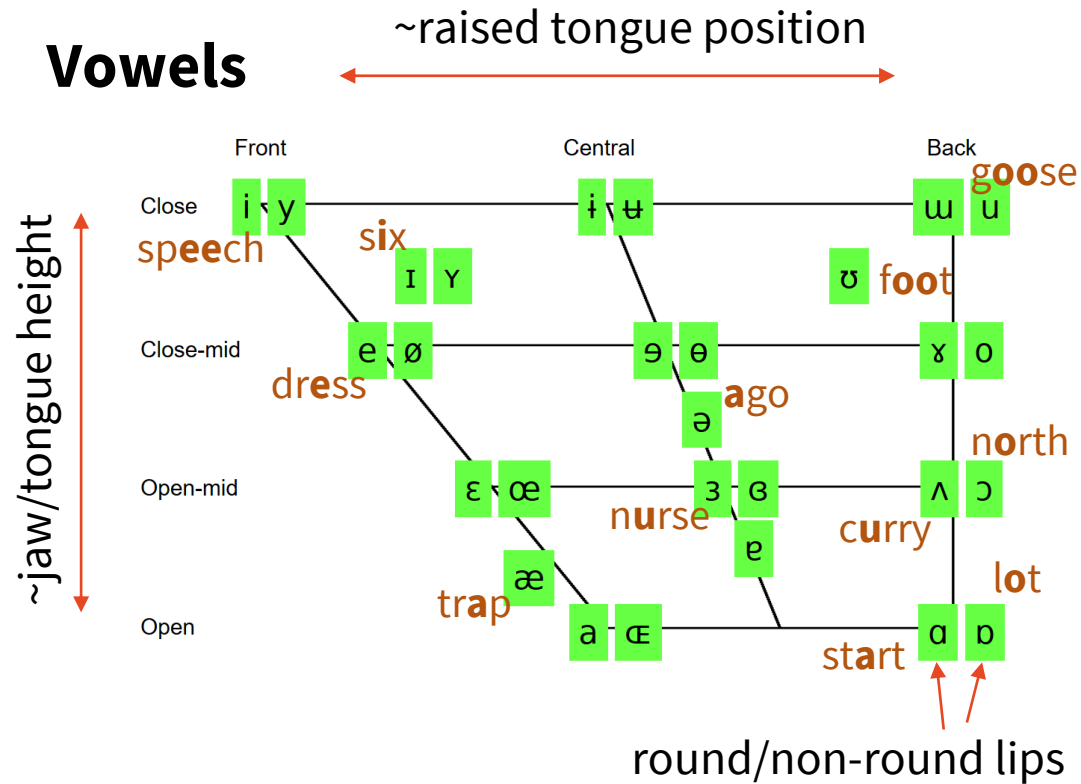 ~raised tongue position
Vowels
Front Central Back
goose
Close i y ɨ ʉ ɯ u
speech six
ɪ ʏ ʊ foot
Close-mid e ø ɘ ɵ ɤ o
dress
ago
ə
north
Open-mid ɛ œ ɜ ɞ ʌ ɔ
nurse curry
ɐ
æ lot
trap
Open a ɶ ɑ ɒ
start
~jaw/tongue height
round/non-round lips